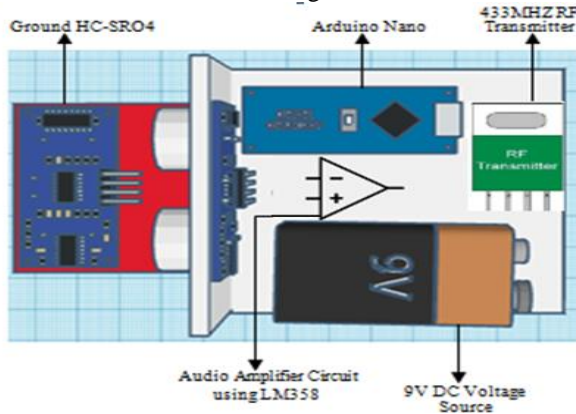 Ground HC-SRO4
Arduino Nano
433MHZ RF
Transmitter
RF
Transmitter
9V
Audio Amplifier Circuit
using LM358
9V DC Voltage
Source